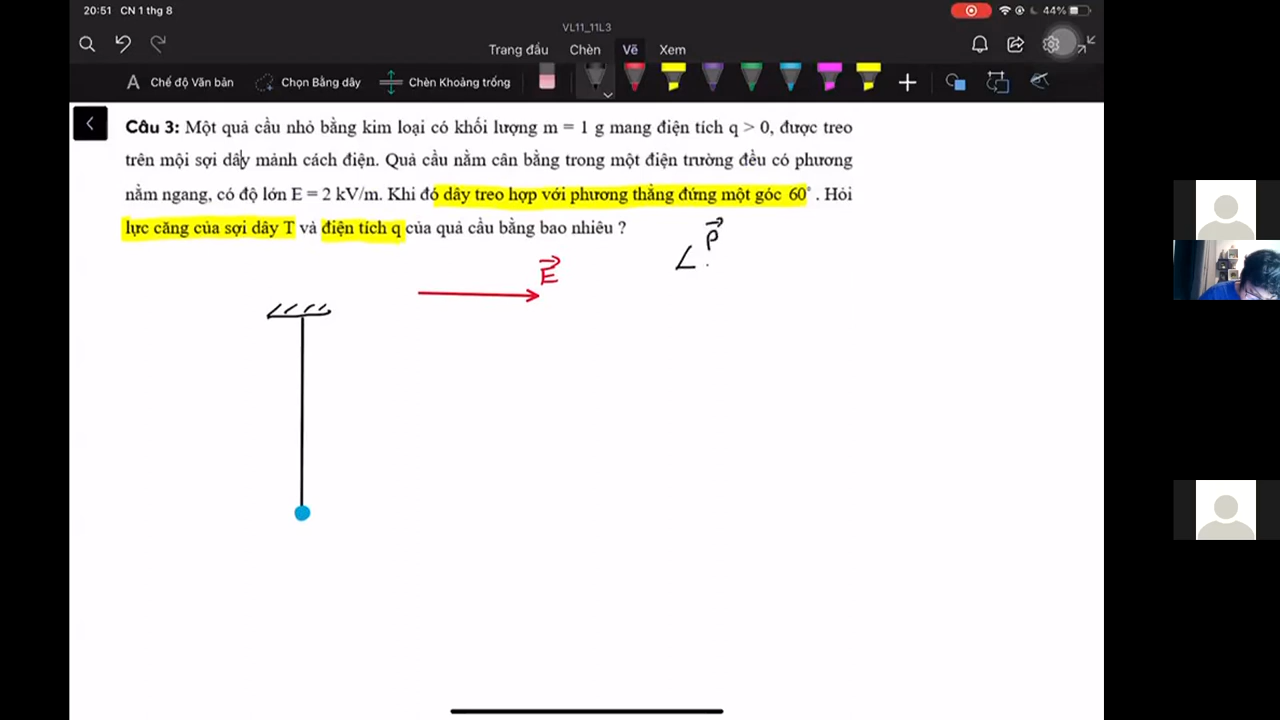 20:51 CN 1 thg 8
44%
VL11_11L3
Trang đầu Chèn Vẽ Xem
A Chế độ Văn bản Chọn Bằng dây Chèn Khoảng trống
Câu 3: Một quả cầu nhỏ bằng kim loại có khối lượng m = 1 g mang điện tích q > 0, được treo
trên mội sợi dây mảnh cách điện. Quả cầu nằm cân bằng trong một điện trường đều có phương
nằm ngang, có độ lớn E = 2 kV/m. Khi đó dây treo hợp với phương thẳng đứng một góc 60°. Hỏi
lực căng của sợi dây T và điện tích q của quả cầu bằng bao nhiêu ?
P
E